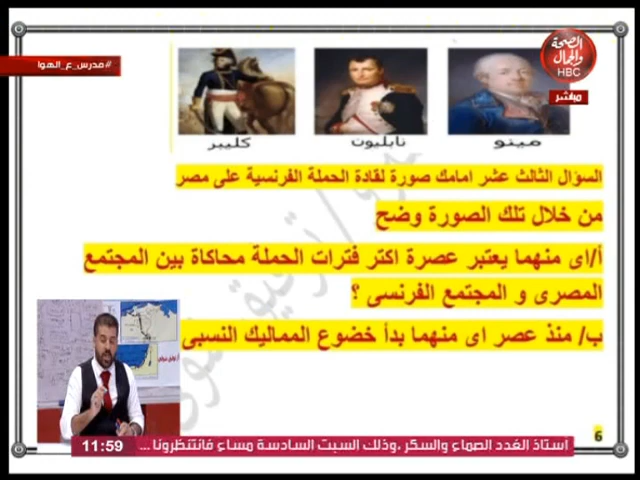 #مدرس_ع_الهوا
الصحة
والجمال
HBC
مباشر
كليبر
نابليون
مينو
السؤال الثالث عشر امامك صورة لقادة الحملة الفرنسية على مصر
من خلال تلك الصورة وضح
أ/اى منهما يعتبر عصرة اكثر فترات الحملة محاكاة بين المجتمع
المصرى و المجتمع الفرنسى ؟
ب/ منذ عصر اى منهما بدأ خضوع المماليك النسبى
6
11:59
أستاذ الغدد الصماء والسكر ،وذلك السبت السادسة مساءً فانتظرونا ...